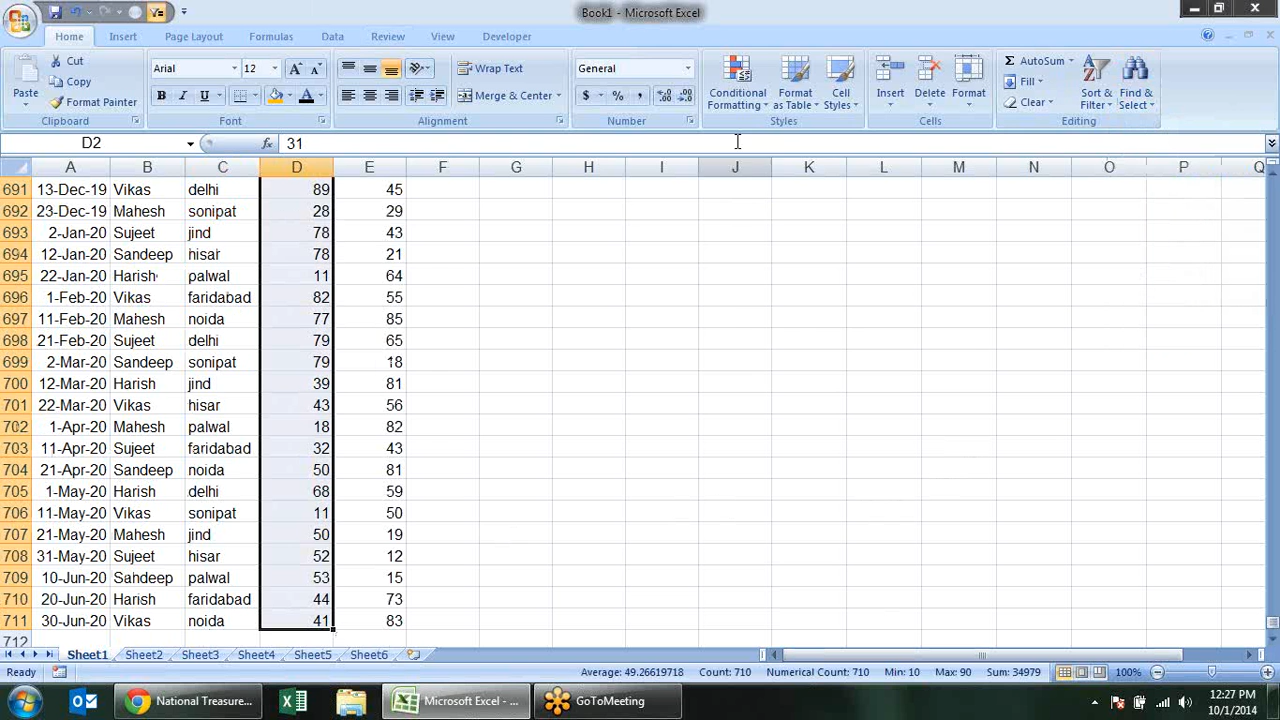 Book1 - Microsoft Excel
Home Insert Page Layout Formulas Data Review View Developer
Paste Cut Copy Format Painter Clipboard
Arial 12 A A B I U A Font
Wrap Text Merge & Center Alignment
General $ % , .0 .00 .00 .0 Number
Conditional Formatting Format as Table Cell Styles Styles
Insert Delete Format Cells
Σ AutoSum Fill Clear Sort & Filter Find & Select Editing
D2 fx 31
A B C D E F G H I J K L M N O P Q
691 13-Dec-19 Vikas delhi 89 45
692 23-Dec-19 Mahesh sonipat 28 29
693 2-Jan-20 Sujeet jind 78 43
694 12-Jan-20 Sandeep hisar 78 21
695 22-Jan-20 Harish palwal 11 64
696 1-Feb-20 Vikas faridabad 82 55
697 11-Feb-20 Mahesh noida 77 85
698 21-Feb-20 Sujeet delhi 79 65
699 2-Mar-20 Sandeep sonipat 79 18
700 12-Mar-20 Harish jind 39 81
701 22-Mar-20 Vikas hisar 43 56
702 1-Apr-20 Mahesh palwal 18 82
703 11-Apr-20 Sujeet faridabad 32 43
704 21-Apr-20 Sandeep noida 50 81
705 1-May-20 Harish delhi 68 59
706 11-May-20 Vikas sonipat 11 50
707 21-May-20 Mahesh jind 50 19
708 31-May-20 Sujeet hisar 52 12
709 10-Jun-20 Sandeep palwal 53 15
710 20-Jun-20 Harish faridabad 44 73
711 30-Jun-20 Vikas noida 41 83
712
Sheet1 Sheet2 Sheet3 Sheet4 Sheet5 Sheet6
Ready Average: 49.26619718 Count: 710 Numerical Count: 710 Min: 10 Max: 90 Sum: 34979 100%
National Treasure... Microsoft Excel - ... GoToMeeting 12:27 PM
10/1/2014